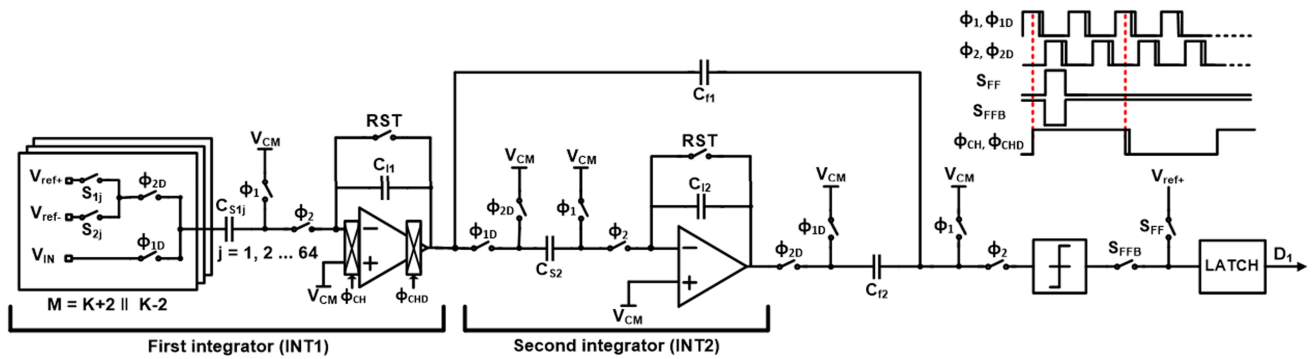 Φ1, Φ1D
Φ2, Φ2D
SFF
SFFB
ΦCH, ΦCHD
Cf1
RST
VCM
CI1
Φ1
Vref+
S1j
Φ2D
Vref-
S2j
VIN
Φ1D
CS1j
Φ2
j = 1, 2 ... 64
M = K+2 || K-2
−
+
VCM
ΦCH
ΦCHD
First integrator (INT1)
Φ1D
VCM
Φ2D
CS2
VCM
Φ1
Φ2
RST
CI2
−
+
VCM
Second integrator (INT2)
Φ2D
VCM
Φ1D
Cf2
VCM
Φ1
Φ2
SFFB
Vref+
SFF
LATCH
D1